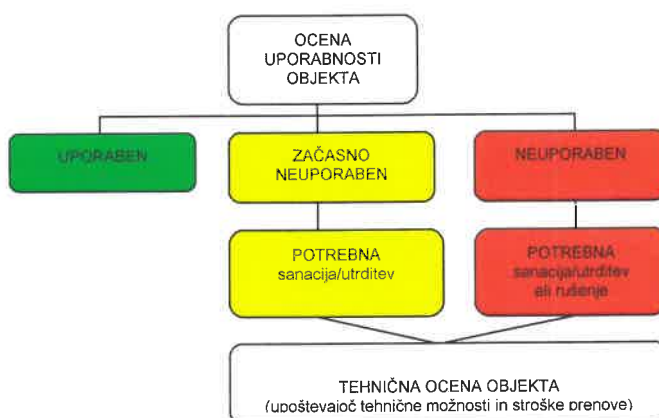 OCENA
UPORABNOSTI
OBJEKTA
UPORABEN
ZAČASNO
NEUPORABEN
NEUPORABEN
POTREBNA
sanacija/utrditev
POTREBNA
sanacija/utrditev
ali rušenje
TEHNIČNA OCENA OBJEKTA
(upoštevajoč tehnične možnosti in stroške prenove)